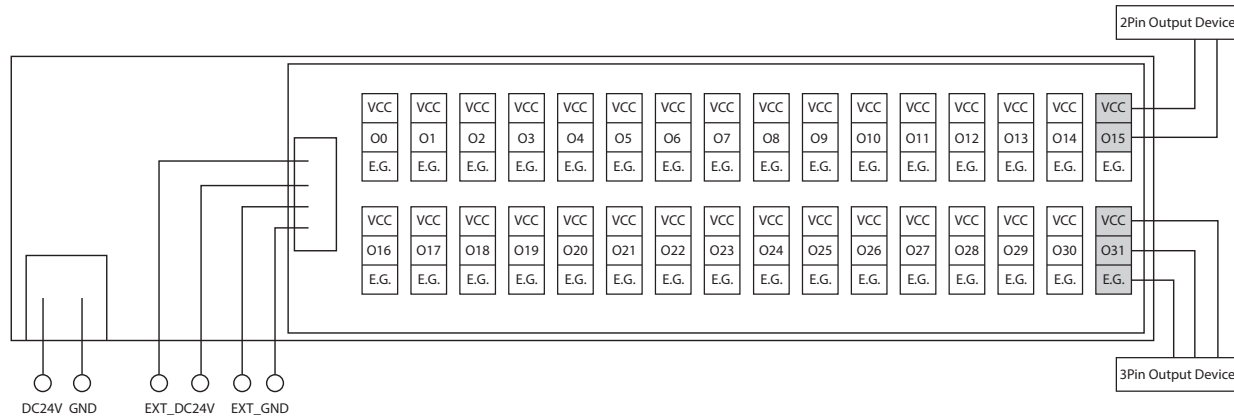 2Pin Output Device
VCC VCC VCC VCC VCC VCC VCC VCC VCC VCC VCC VCC VCC VCC VCC VCC
O0 O1 O2 O3 O4 O5 O6 O7 O8 O9 O10 O11 O12 O13 O14 O15
E.G. E.G. E.G. E.G. E.G. E.G. E.G. E.G. E.G. E.G. E.G. E.G. E.G. E.G. E.G. E.G.
VCC VCC VCC VCC VCC VCC VCC VCC VCC VCC VCC VCC VCC VCC VCC VCC
O16 O17 O18 O19 O20 O21 O22 O23 O24 O25 O26 O27 O28 O29 O30 O31
E.G. E.G. E.G. E.G. E.G. E.G. E.G. E.G. E.G. E.G. E.G. E.G. E.G. E.G. E.G. E.G.
3Pin Output Device
DC24V GND EXT_DC24V EXT_GND